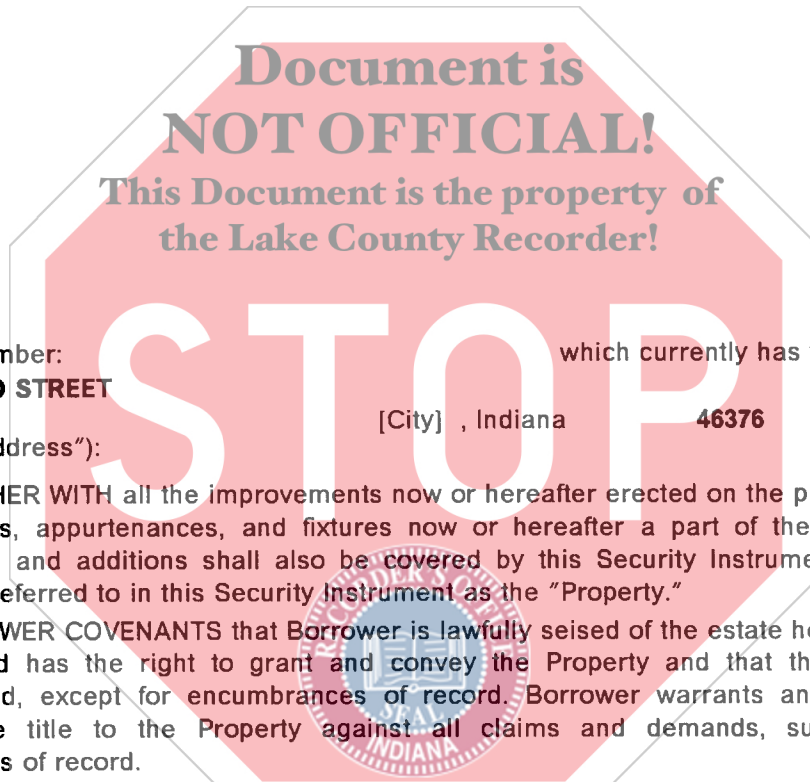 Document is
NOT OFFICIAL!
This Document is the property of
the Lake County Recorder!
STOP
mber: which currently has
STREET
[City] , Indiana 46376
ddress"):
HER WITH all the improvements now or hereafter erected on the p
s, appurtenances, and fixtures now or hereafter a part of the
and additions shall also be covered by this Security Instrume
eferred to in this Security Instrument as the "Property."
WER COVENANTS that Borrower is lawfully seised of the estate he
d has the right to grant and convey the Property and that th
d, except for encumbrances of record. Borrower warrants an
e title to the Property against all claims and demands, su
s of record.
RECORDER'S OFFICE
SEAL
INDIANA